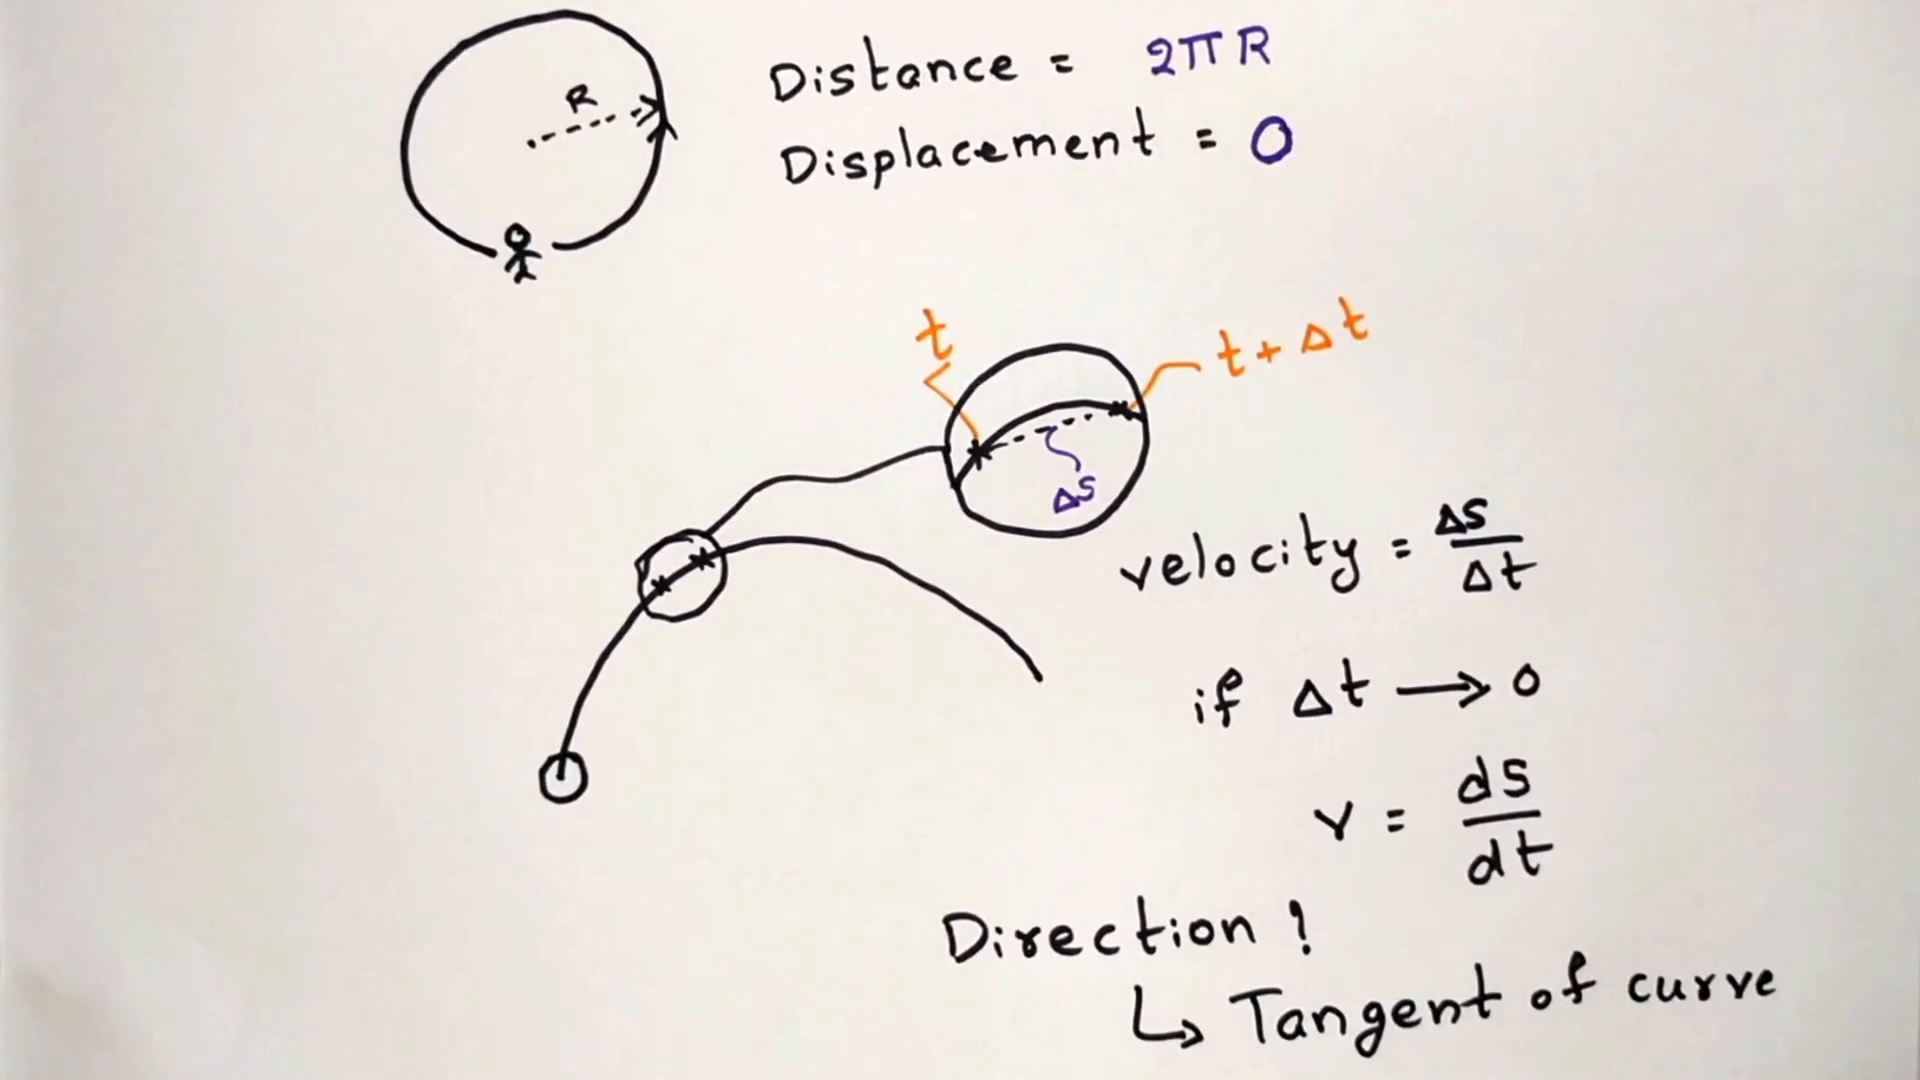 R
Distance = 2πR
Displacement = 0
t
t + Δt
Δs
velocity = Δs/Δt
if Δt → 0
v = ds/dt
Direction !
↳ Tangent of curve